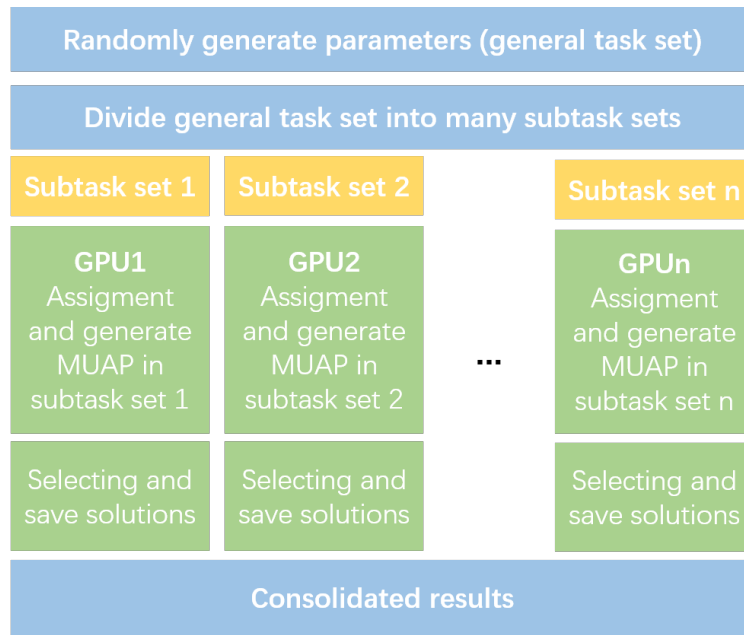 Randomly generate parameters (general task set)
Divide general task set into many subtask sets
Subtask set 1
Subtask set 2
Subtask set n
GPU1
Assigment
and generate
MUAP in
subtask set 1
GPU2
Assigment
and generate
MUAP in
subtask set 2
...
GPUn
Assigment
and generate
MUAP in
subtask set n
Selecting and
save solutions
Selecting and
save solutions
Selecting and
save solutions
Consolidated results